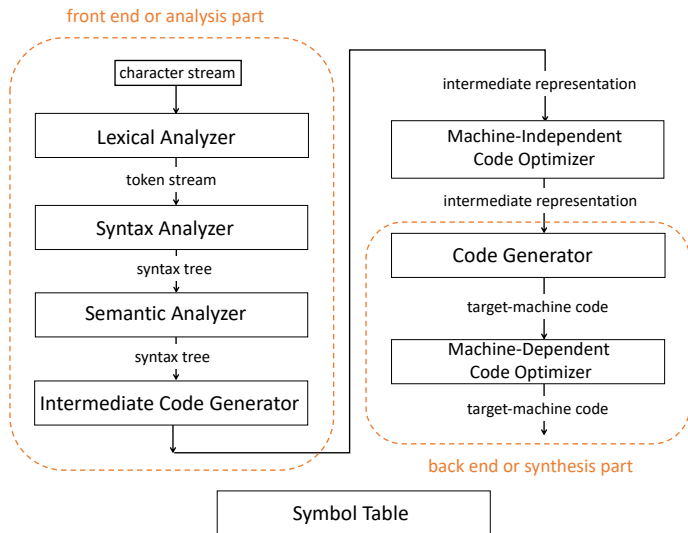 front end or analysis part
character stream
Lexical Analyzer
token stream
Syntax Analyzer
syntax tree
Semantic Analyzer
syntax tree
Intermediate Code Generator
intermediate representation
Machine-Independent
Code Optimizer
intermediate representation
Code Generator
target-machine code
Machine-Dependent
Code Optimizer
target-machine code
back end or synthesis part
Symbol Table